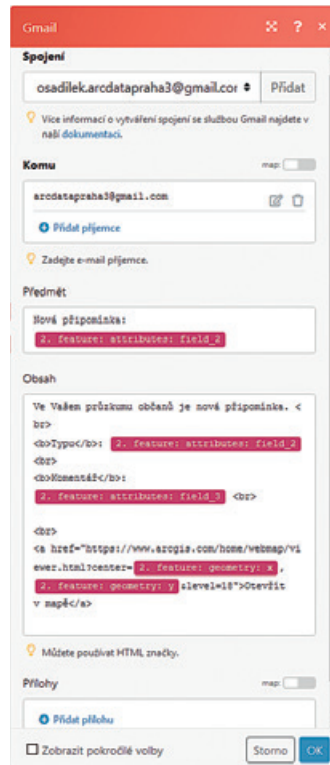 Gmail ? ×
Spojení
osadilek.arcdatapraha3@gmail.cor Přidat
Více informací o vytváření spojení se službou Gmail najdete v
naší dokumentaci.
Komu map:
arcdatapraha3@gmail.com
Přidat příjemce
Zadejte e-mail příjemce.
Předmět
Nová připomínka:
2. feature: attributes: field_2
Obsah
Ve Vašem průzkumu občanů je nová připomínka. <
br>
<b>Typu</b>: 2. feature: attributes: field_2
<br>
<b>Komentář</b>:
2. feature: attributes: field_3 <br>
<br>
<a href="https://www.arcgis.com/home/webmap/vi
ewer.html?center= 2. feature: geometry: x ,
2. feature: geometry: y &level=18">Otevřít
v mapě</a>
Můžete používat HTML značky.
Přílohy map:
Přidat přílohu
Zobrazit pokročilé volby Storno OK